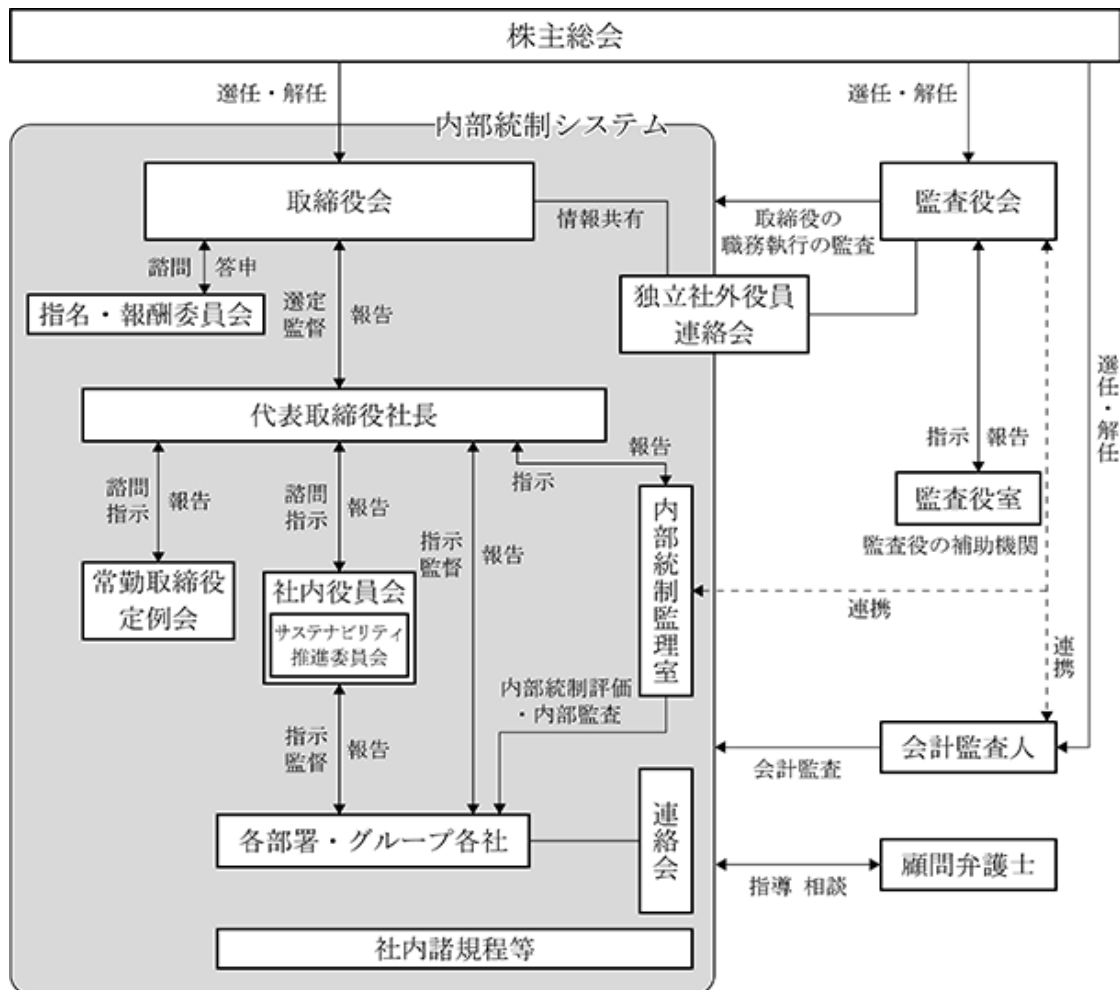 株主総会
選任・解任
選任・解任
内部統制システム
取締役会
監査役会
情報共有
取締役の
職務執行の監査
諮問
答申
指名・報酬委員会
選定
監督
報告
独立社外役員
連絡会
選任・解任
代表取締役社長
指示
報告
報告
指示
監査役室
監査役の補助機関
諮問
指示
報告
諮問
指示
報告
指示
監督
報告
内部統制監理室
常勤取締役
定例会
社内役員会
サステナビリティ
推進委員会
連携
連携
内部統制評価
・内部監査
指示
監督
報告
会計監査人
会計監査
各部署・グループ各社
連絡会
顧問弁護士
指導 相談
社内諸規程等